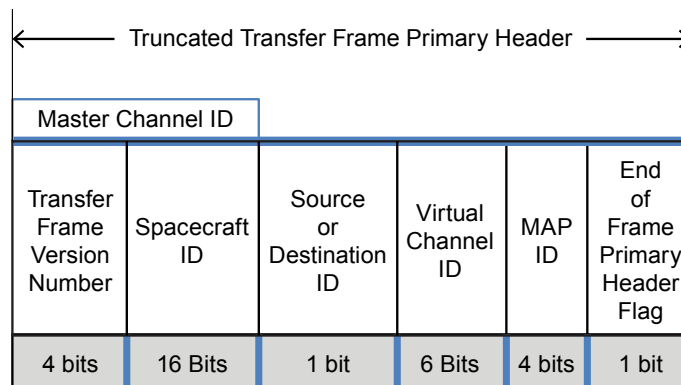 Truncated Transfer Frame Primary Header
Master Channel ID
Transfer
Frame
Version
Number
Spacecraft
ID
Source
or
Destination
ID
Virtual
Channel
ID
MAP
ID
End
of
Frame
Primary
Header
Flag
4 bits
16 Bits
1 bit
6 Bits
4 bits
1 bit